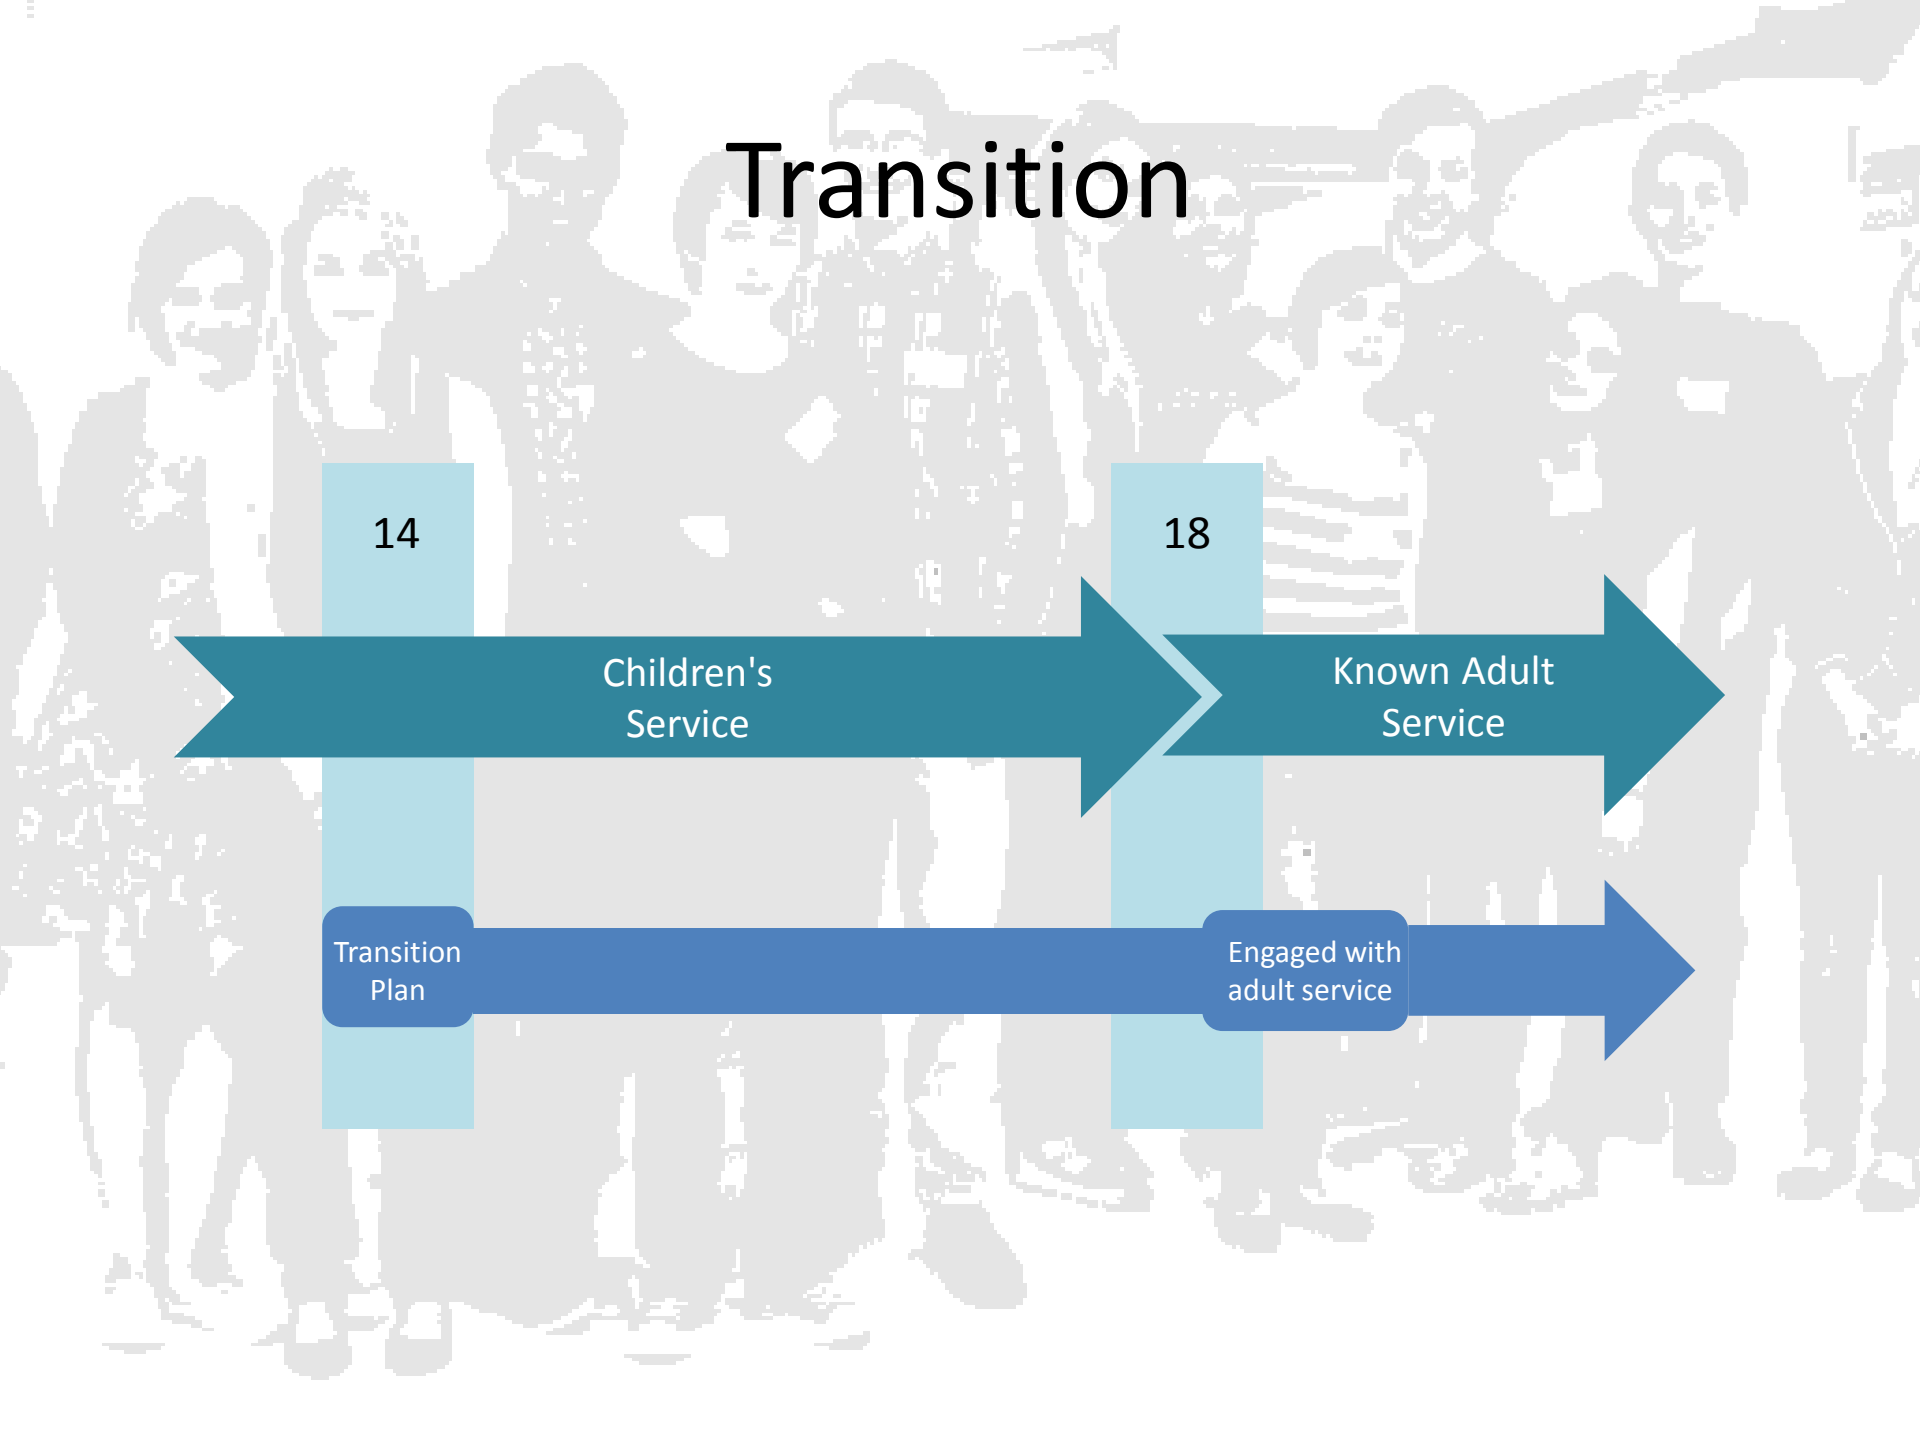 Transition
14
18
Children's
Service
Known Adult
Service
Transition
Plan
Engaged with
adult service